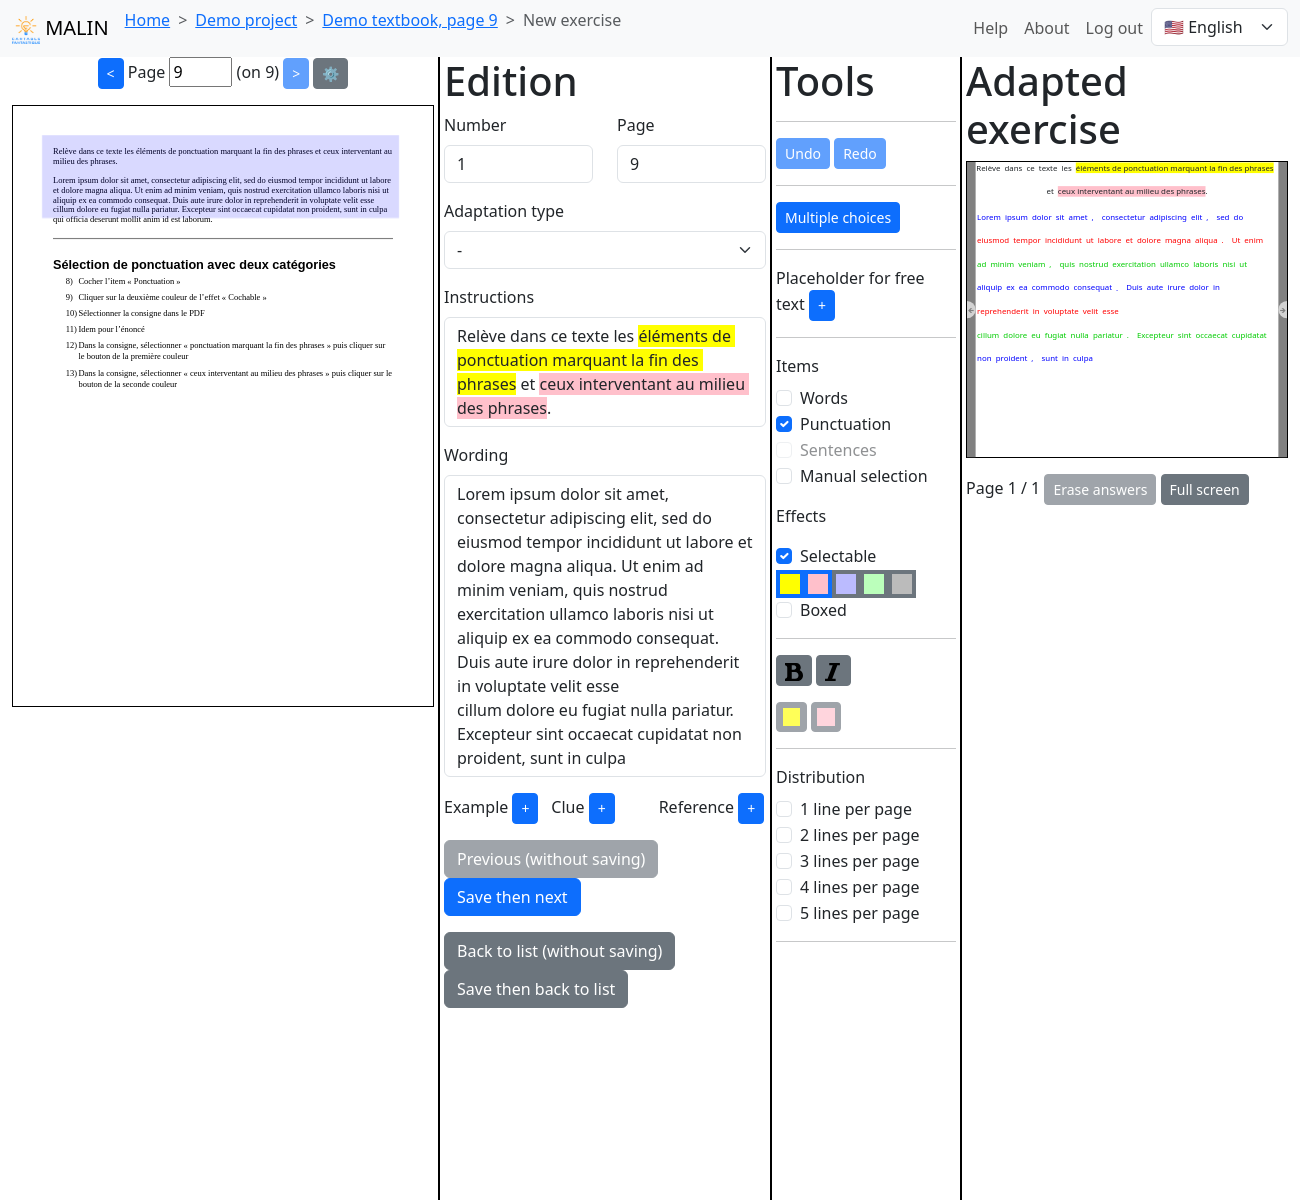 MALIN
Home > Demo project > Demo textbook, page 9 > New exercise
Help About Log out 🇺🇸 English
< Page 9 (on 9) > ⚙️
Relève dans ce texte les éléments de ponctuation marquant la fin des phrases et ceux interventant au
milieu des phrases.
Lorem ipsum dolor sit amet, consectetur adipiscing elit, sed do eiusmod tempor incididunt ut labore
et dolore magna aliqua. Ut enim ad minim veniam, quis nostrud exercitation ullamco laboris nisi ut
aliquip ex ea commodo consequat. Duis aute irure dolor in reprehenderit in voluptate velit esse
cillum dolore eu fugiat nulla pariatur. Excepteur sint occaecat cupidatat non proident, sunt in culpa
qui officia deserunt mollit anim id est laborum.
Sélection de ponctuation avec deux catégories
8) Cocher l'item « Ponctuation »
9) Cliquer sur la deuxième couleur de l'effet « Cochable »
10) Sélectionner la consigne dans le PDF
11) Idem pour l'énoncé
12) Dans la consigne, sélectionner « ponctuation marquant la fin des phrases » puis cliquer sur
le bouton de la première couleur
13) Dans la consigne, sélectionner « ceux interventant au milieu des phrases » puis cliquer sur le
bouton de la seconde couleur
Edition
Number Page
1 9
Adaptation type
-
Instructions
Relève dans ce texte les éléments de
ponctuation marquant la fin des
phrases et ceux interventant au milieu
des phrases.
Wording
Lorem ipsum dolor sit amet,
consectetur adipiscing elit, sed do
eiusmod tempor incididunt ut labore et
dolore magna aliqua. Ut enim ad
minim veniam, quis nostrud
exercitation ullamco laboris nisi ut
aliquip ex ea commodo consequat.
Duis aute irure dolor in reprehenderit
in voluptate velit esse
cillum dolore eu fugiat nulla pariatur.
Excepteur sint occaecat cupidatat non
proident, sunt in culpa
Example + Clue + Reference +
Previous (without saving)
Save then next
Back to list (without saving)
Save then back to list
Tools
Undo Redo
Multiple choices
Placeholder for free
text +
Items
Words
Punctuation
Sentences
Manual selection
Effects
Selectable
Boxed
B I
Distribution
1 line per page
2 lines per page
3 lines per page
4 lines per page
5 lines per page
Adapted
exercise
Relève dans ce texte les éléments de ponctuation marquant la fin des phrases
et ceux interventant au milieu des phrases.
Lorem ipsum dolor sit amet , consectetur adipiscing elit , sed do
eiusmod tempor incididunt ut labore et dolore magna aliqua . Ut enim
ad minim veniam , quis nostrud exercitation ullamco laboris nisi ut
aliquip ex ea commodo consequat . Duis aute irure dolor in
reprehenderit in voluptate velit esse
cillum dolore eu fugiat nulla pariatur . Excepteur sint occaecat cupidatat
non proident , sunt in culpa
Page 1 / 1 Erase answers Full screen